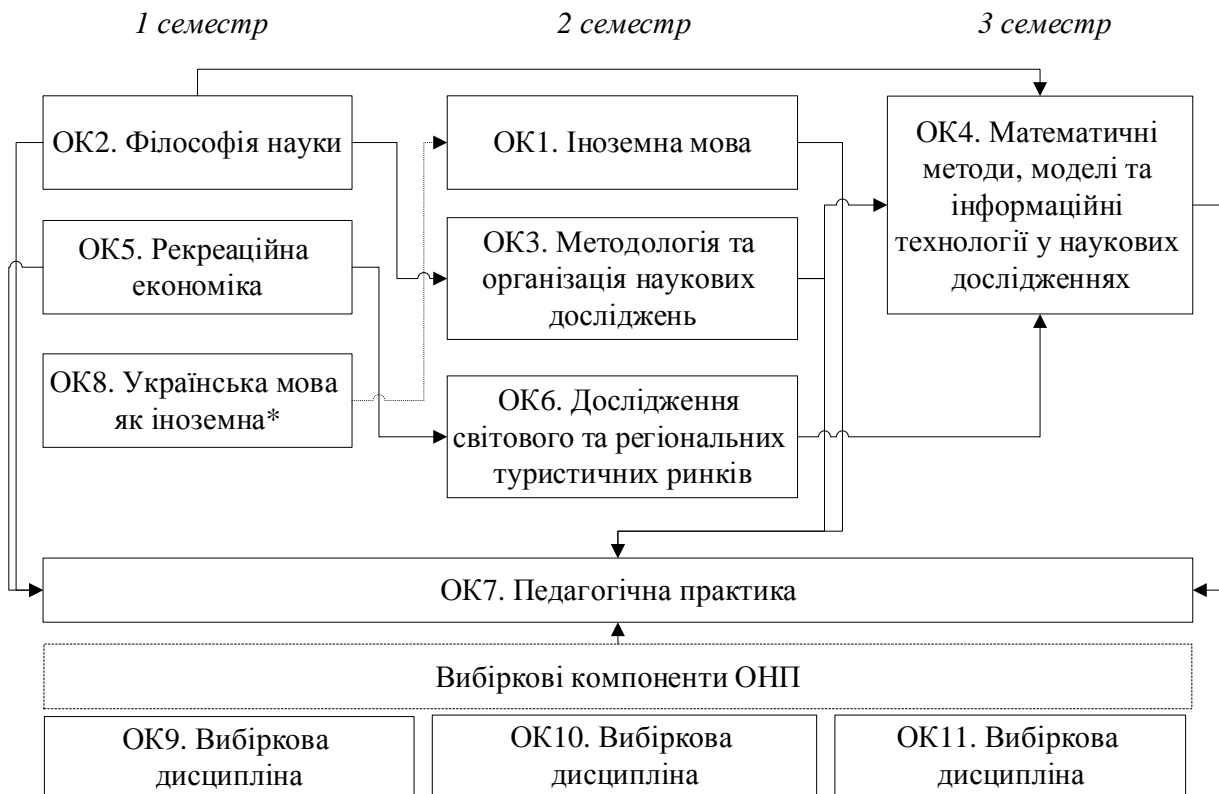 1 семестр
2 семестр
3 семестр
ОК2. Філософія науки
ОК5. Рекреаційна
економіка
ОК8. Українська мова
як іноземна*
ОК1. Іноземна мова
ОК3. Методологія та
організація наукових
досліджень
ОК6. Дослідження
світового та регіональних
туристичних ринків
ОК4. Математичні
методи, моделі та
інформаційні
технології у наукових
дослідженнях
ОК7. Педагогічна практика
Вибіркові компоненти ОНП
ОК9. Вибіркова
дисципліна
ОК10. Вибіркова
дисципліна
ОК11. Вибіркова
дисципліна